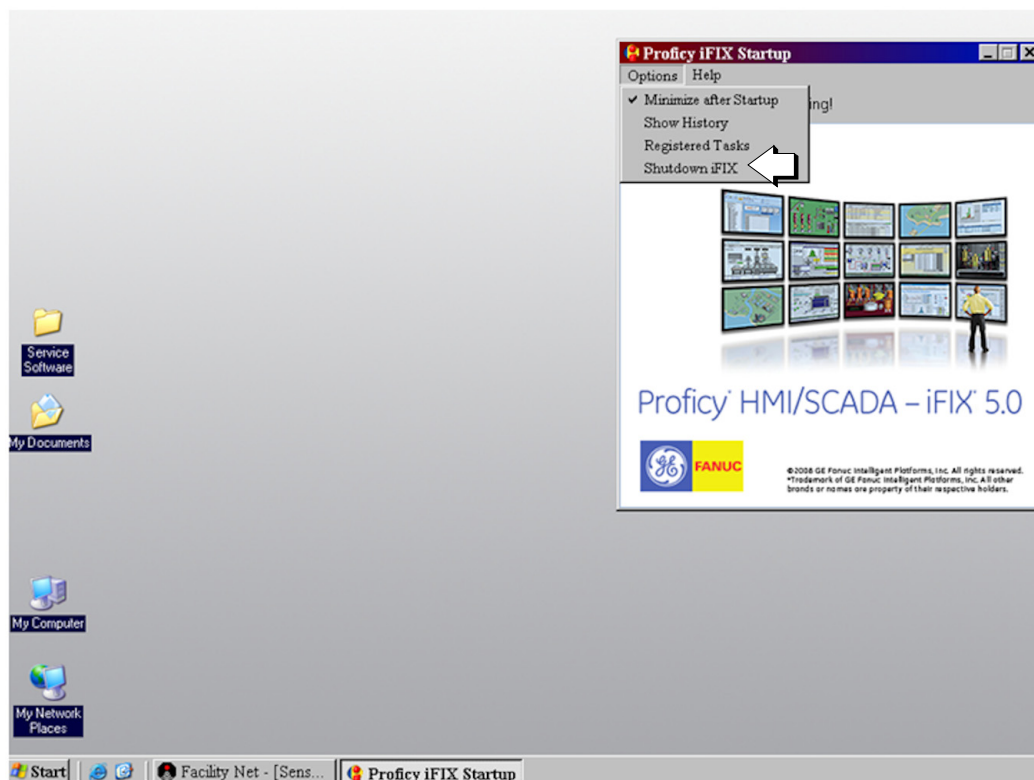 Proficy iFIX Startup
Options Help
Minimize after Startup
ing!
Show History
Registered Tasks
Shutdown iFIX
Service
Software
My Documents
Proficy* HMI/SCADA – iFIX* 5.0
GE FANUC
©2008 GE Fanuc Intelligent Platforms, Inc. All rights reserved.
*Trademark of GE Fanuc Intelligent Platforms, Inc. All other
brands or names are property of their respective holders.
My Computer
My Network
Places
Start
Facility Net - [Sens...
Proficy iFIX Startup